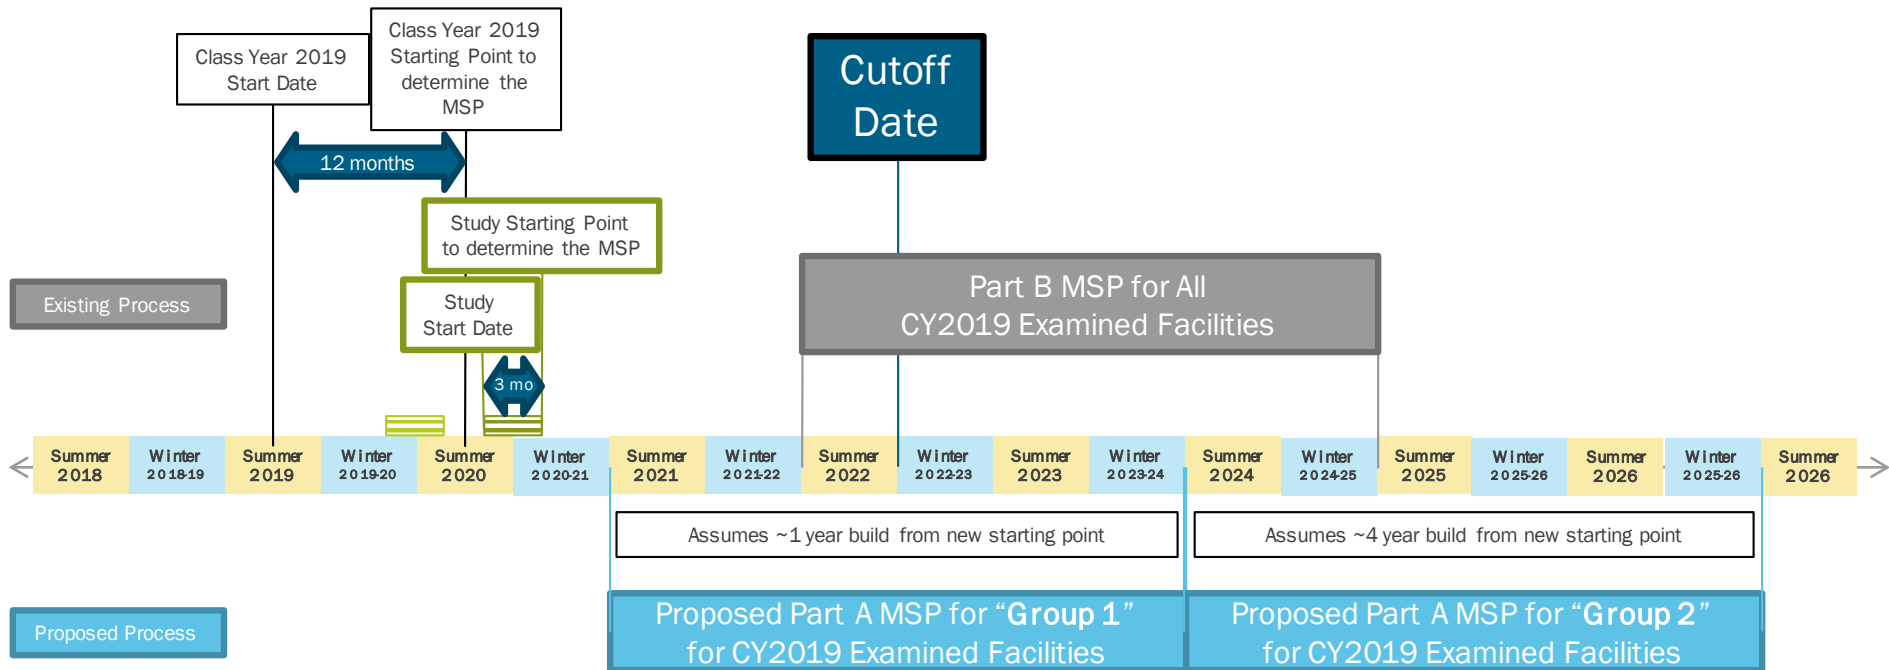 Class Year 2019
Start Date
Class Year 2019
Starting Point to
determine the
MSP
Cutoff
Date
12 months
Study Starting Point
to determine the MSP
Existing Process
Study
Start Date
Part B MSP for All
CY2019 Examined Facilities
3 mo
Summer
2018
Winter
2018-19
Summer
2019
Winter
2019-20
Summer
2020
Winter
2020-21
Summer
2021
Winter
2021-22
Summer
2022
Winter
2022-23
Summer
2023
Winter
2023-24
Summer
2024
Winter
2024-25
Summer
2025
Winter
2025-26
Summer
2026
Winter
2025-26
Summer
2026
Assumes ~1 year build from new starting point
Assumes ~4 year build from new starting point
Proposed Process
Proposed Part A MSP for “Group 1”
for CY2019 Examined Facilities
Proposed Part A MSP for “Group 2”
for CY2019 Examined Facilities